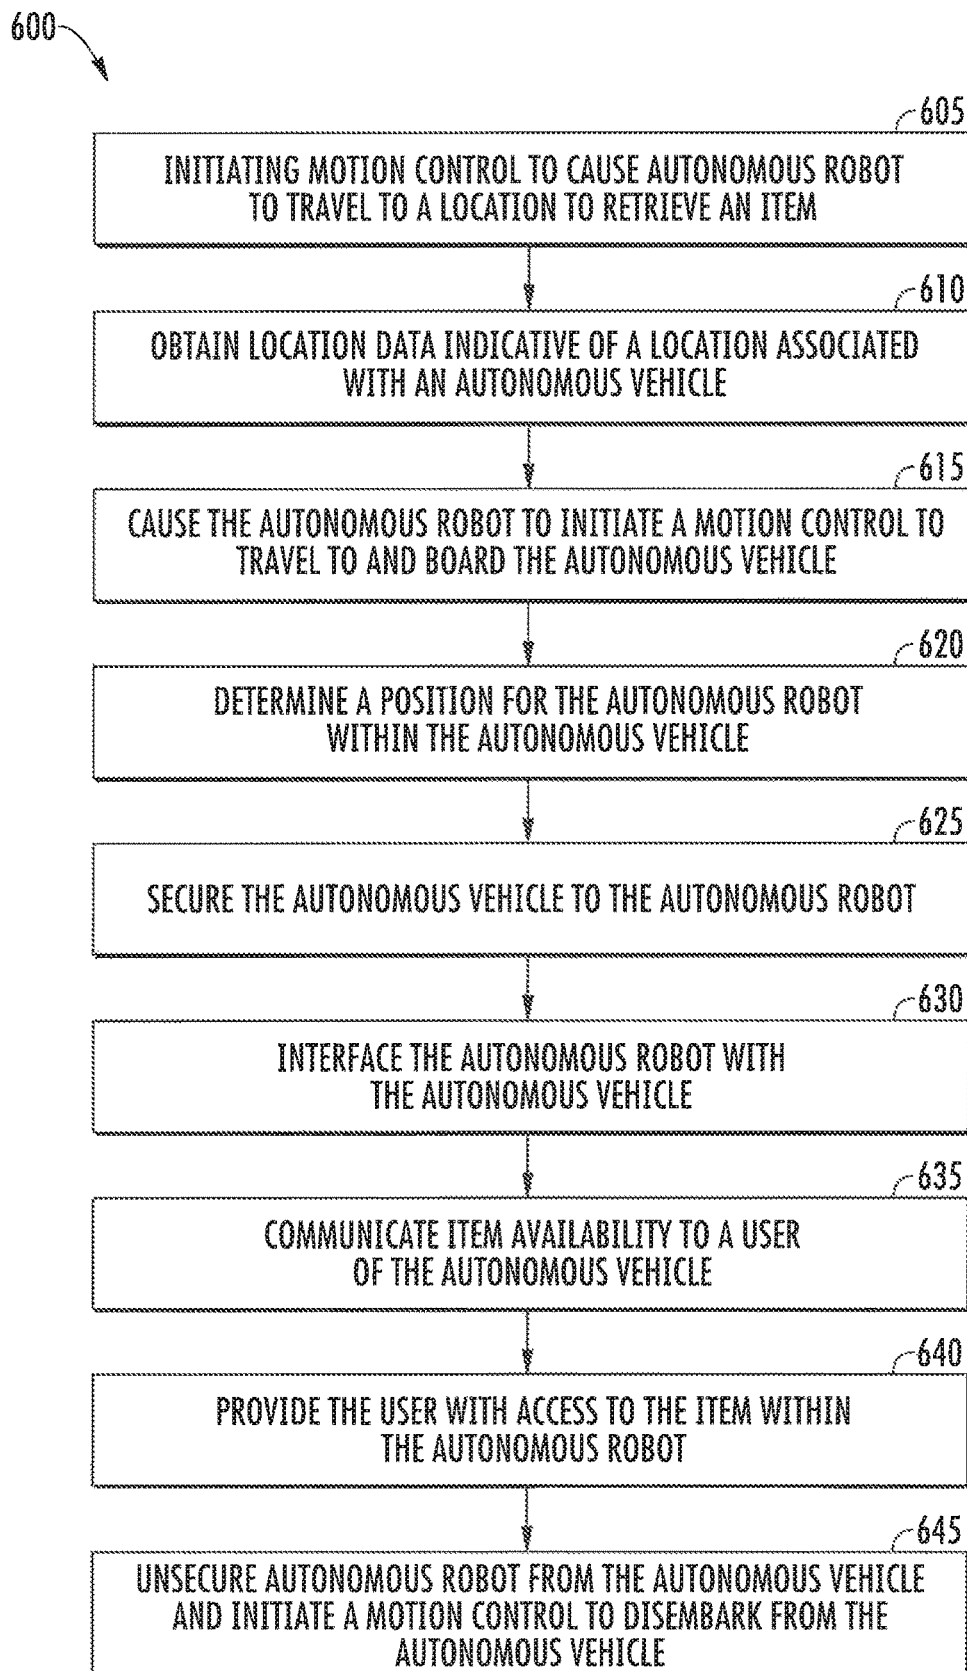 600
605
INITIATING MOTION CONTROL TO CAUSE AUTONOMOUS ROBOT
TO TRAVEL TO A LOCATION TO RETRIEVE AN ITEM
610
OBTAIN LOCATION DATA INDICATIVE OF A LOCATION ASSOCIATED
WITH AN AUTONOMOUS VEHICLE
615
CAUSE THE AUTONOMOUS ROBOT TO INITIATE A MOTION CONTROL TO
TRAVEL TO AND BOARD THE AUTONOMOUS VEHICLE
620
DETERMINE A POSITION FOR THE AUTONOMOUS ROBOT
WITHIN THE AUTONOMOUS VEHICLE
625
SECURE THE AUTONOMOUS VEHICLE TO THE AUTONOMOUS ROBOT
630
INTERFACE THE AUTONOMOUS ROBOT WITH
THE AUTONOMOUS VEHICLE
635
COMMUNICATE ITEM AVAILABILITY TO A USER
OF THE AUTONOMOUS VEHICLE
640
PROVIDE THE USER WITH ACCESS TO THE ITEM WITHIN
THE AUTONOMOUS ROBOT
645
UNSECURE AUTONOMOUS ROBOT FROM THE AUTONOMOUS VEHICLE
AND INITIATE A MOTION CONTROL TO DISEMBARK FROM THE
AUTONOMOUS VEHICLE